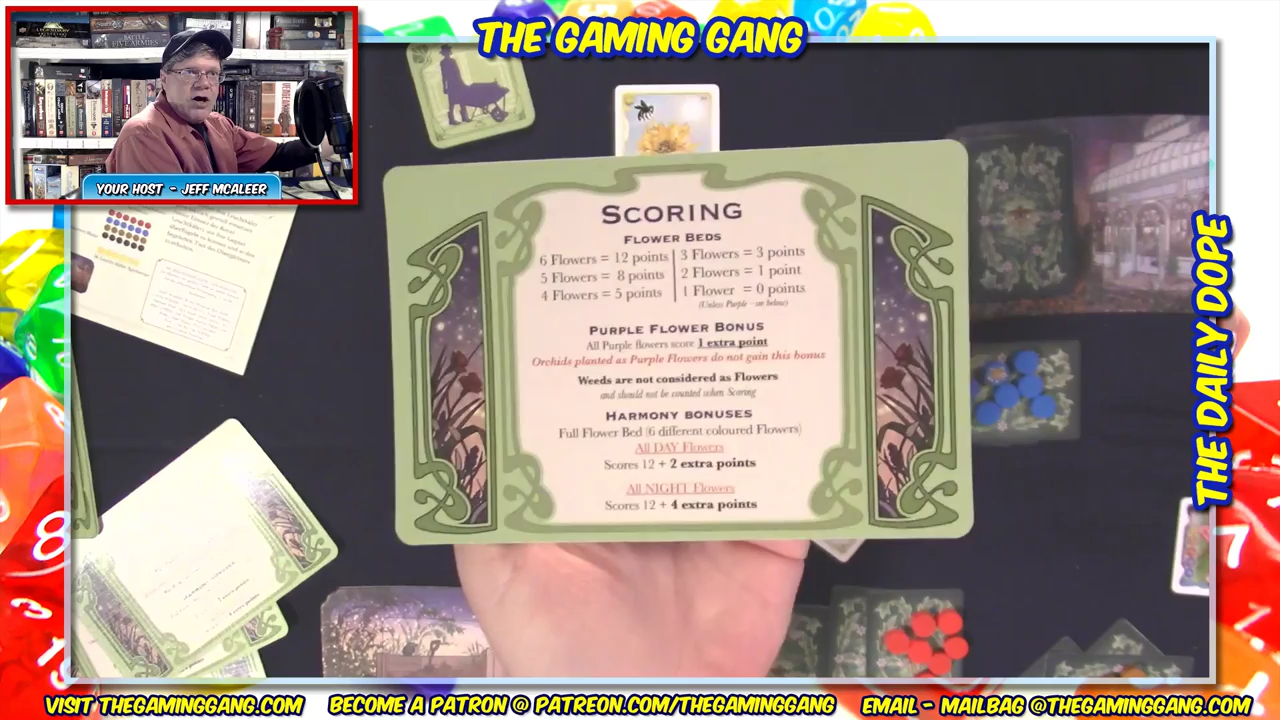 THE GAMING GANG
LEGENDARY
BATTLE
FIVE ARMIES
YOUR HOST - JEFF MCALEER
SCORING
FLOWER BEDS
6 Flowers = 12 points
5 Flowers = 8 points
4 Flowers = 5 points
3 Flowers = 3 points
2 Flowers = 1 point
1 Flower = 0 points
(Unless Purple - see below)
PURPLE FLOWER BONUS
All Purple flowers score 1 extra point
Orchids planted as Purple Flowers do not gain this bonus
Weeds are not considered as Flowers
and should not be counted when Scoring
HARMONY BONUSES
Full Flower Bed (6 different coloured Flowers)
All DAY Flowers
Scores 12 + 2 extra points
All NIGHT Flowers
Scores 12 + 4 extra points
THE DAILY DOPE
VISIT THEGAMINGGANG.COM
BECOME A PATRON @ PATREON.COM/THEGAMINGGANG
EMAIL - MAILBAG @THEGAMINGGANG.COM